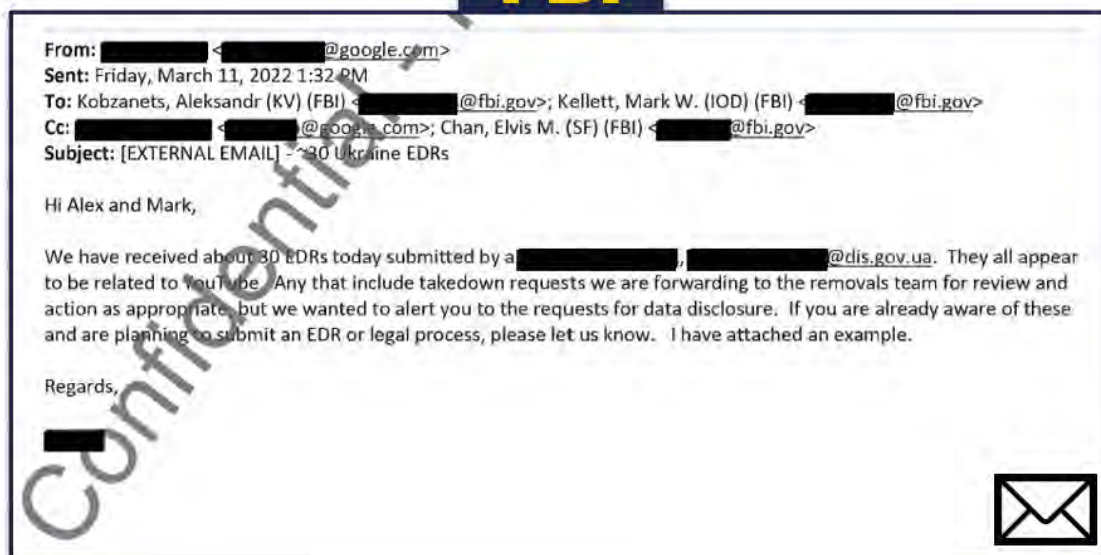 FBI
From: < @google.com>
Sent: Friday, March 11, 2022 1:32 PM
To: Kobzanets, Aleksandr (KV) (FBI) < @fbi.gov>; Kellett, Mark W. (IOD) (FBI) < @fbi.gov>
Cc: < @google.com>; Chan, Elvis M. (SF) (FBI) < @fbi.gov>
Subject: [EXTERNAL EMAIL] - ~30 Ukraine EDRs
Hi Alex and Mark,
We have received about 30 EDRs today submitted by a , @dis.gov.ua. They all appear
to be related to YouTube. Any that include takedown requests we are forwarding to the removals team for review and
action as appropriate, but we wanted to alert you to the requests for data disclosure. If you are already aware of these
and are planning to submit an EDR or legal process, please let us know. I have attached an example.
Regards,
Confidential -